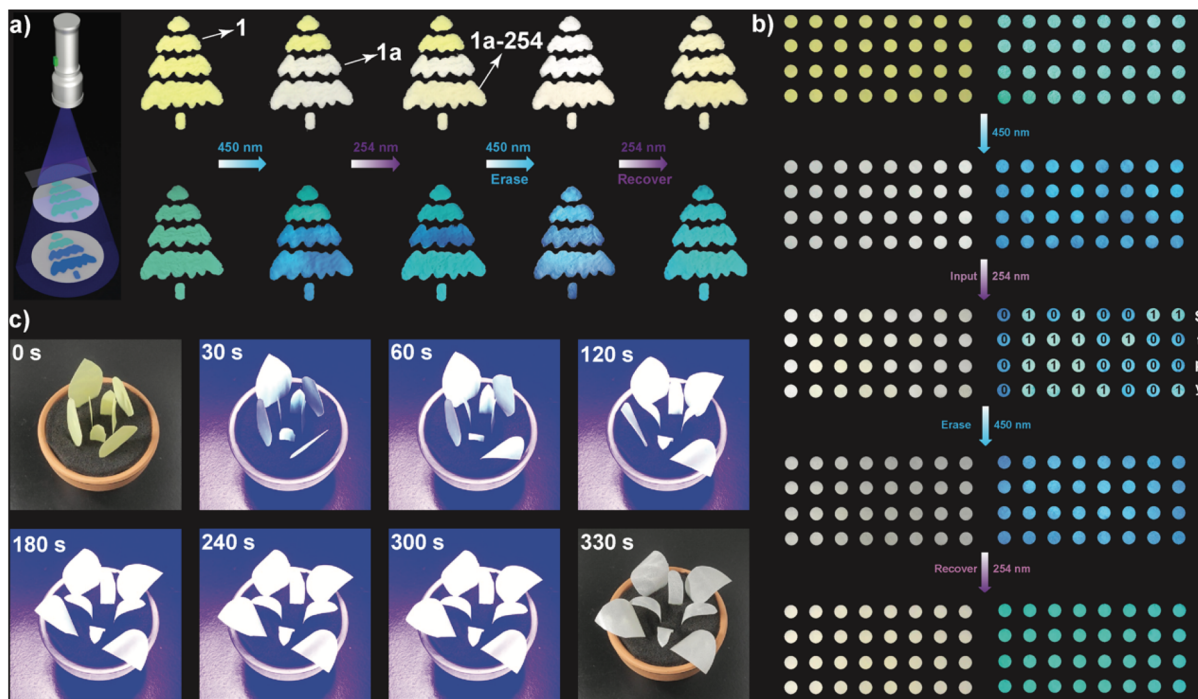 a)
1
1a
1a-254
450 nm
254 nm
450 nm
Erase
254 nm
Recover
b)
450 nm
Input 254 nm
0 1 0 1 0 0 1 1 S
0 1 1 1 0 1 0 0
0 1 1 1 0 0 0 0
0 1 1 1 1 0 0 1 y
Erase 450 nm
Recover 254 nm
c)
0 s
30 s
60 s
120 s
180 s
240 s
300 s
330 s